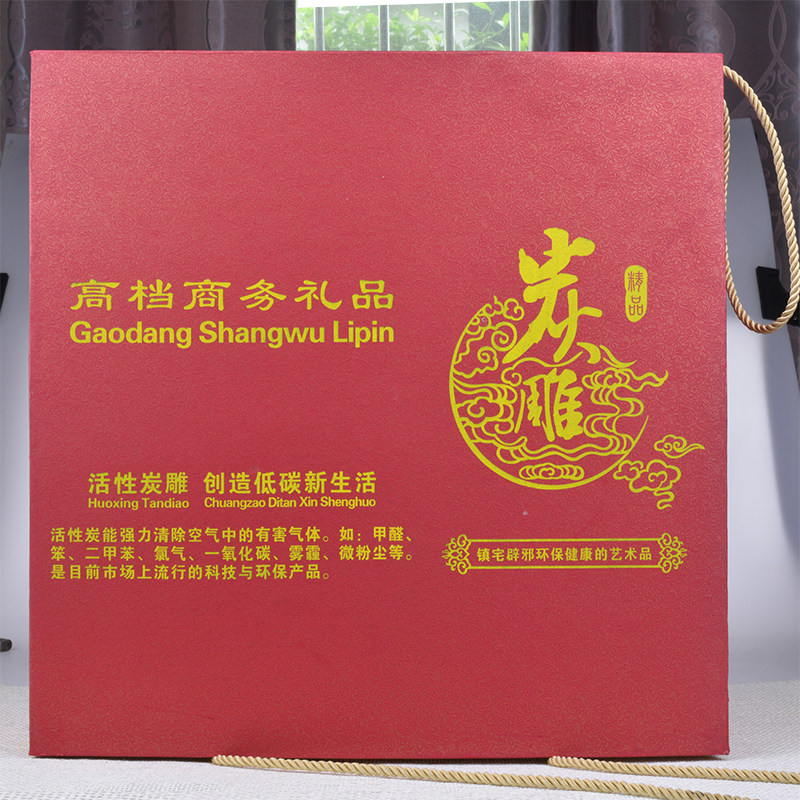 高档商务礼品
Gaodang Shangwu Lipin
炭雕
精品
活性炭雕 创造低碳新生活
Huoxing Tandiao Chuangzao Ditan Xin Shenghuo
活性炭能强力清除空气中的有害气体。如:甲醛、
笨、二甲苯、氯气、一氧化碳、雾霾、微粉尘等。
是目前市场上流行的科技与环保产品。
镇宅辟邪环保健康的艺术品